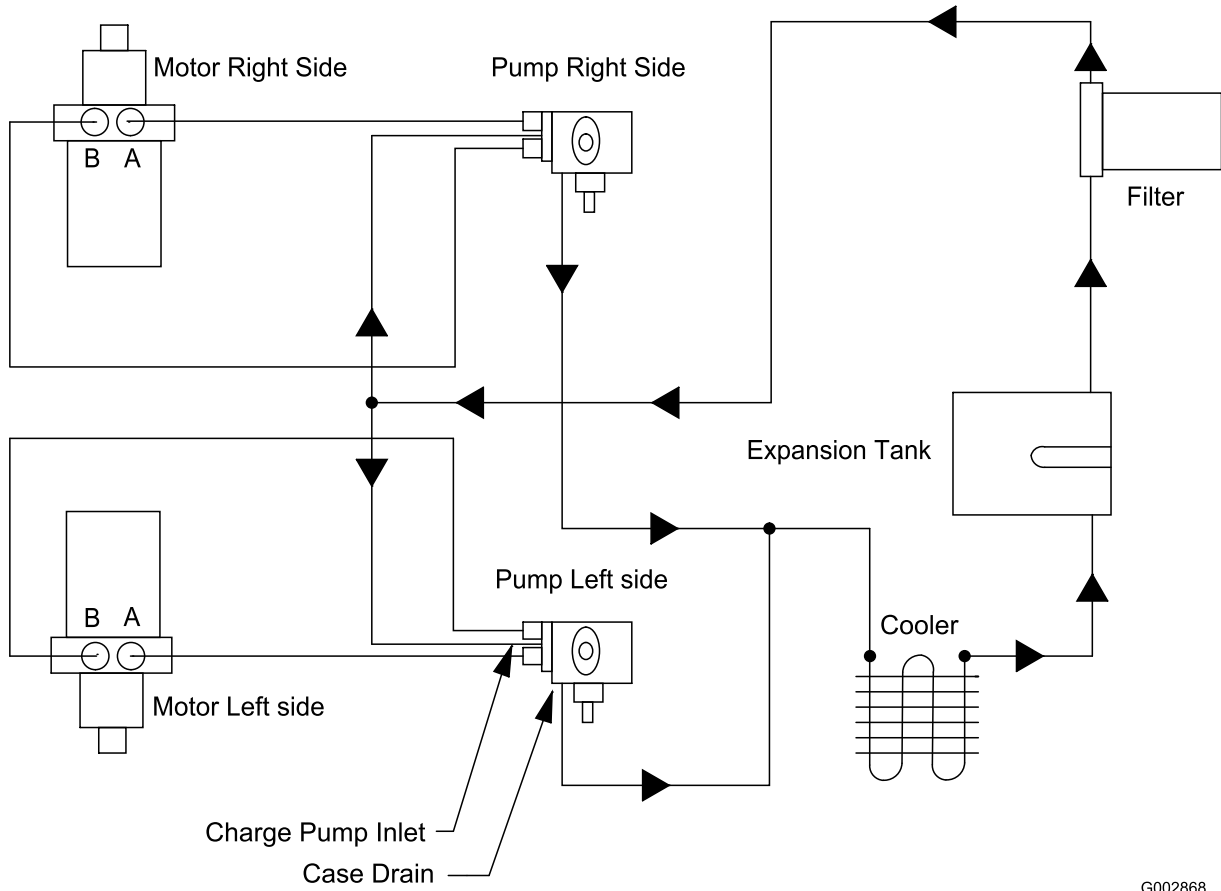 Motor Right Side
Pump Right Side
B A
Filter
Expansion Tank
Pump Left side
B A
Cooler
Motor Left side
Charge Pump Inlet
Case Drain
G002868